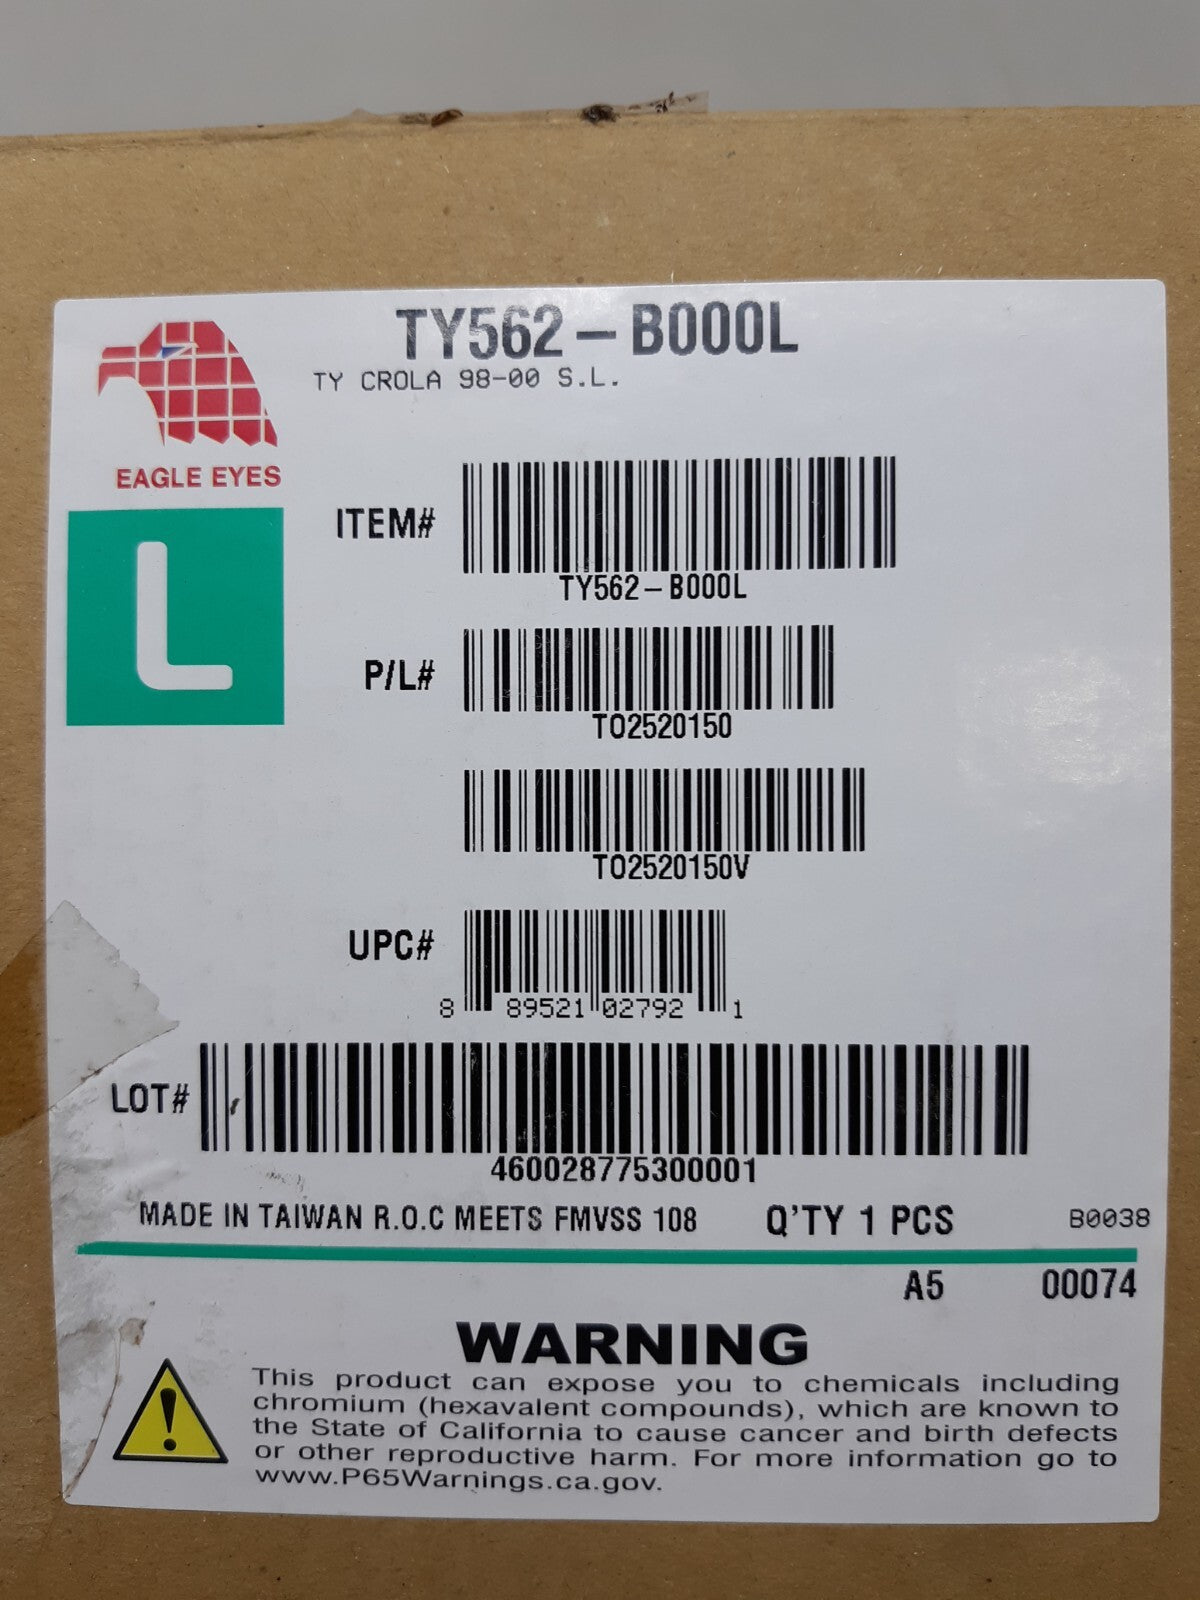 TY562-B000L
TY CROLA 98-00 S.L.
EAGLE EYES
L
ITEM#
TY562-B000L
P/L#
TO2520150
TO2520150V
UPC#
8 89521 02792 1
LOT#
460028775300001
MADE IN TAIWAN R.O.C MEETS FMVSS 108 Q'TY 1 PCS B0038
A5 00074
WARNING
This product can expose you to chemicals including
chromium (hexavalent compounds), which are known to
the State of California to cause cancer and birth defects
or other reproductive harm. For more information go to
www.P65Warnings.ca.gov.